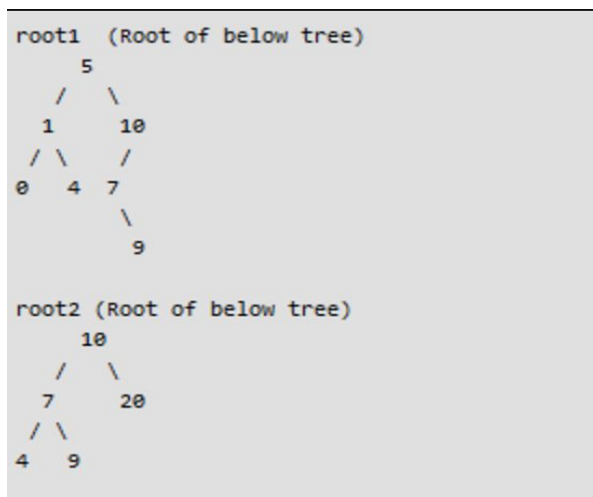 root1  (Root of below tree)
      5
    /   \
  1      10
 / \    /
0   4  7
        \
         9
root2 (Root of below tree)
      10
    /   \
  7      20
 / \
4   9